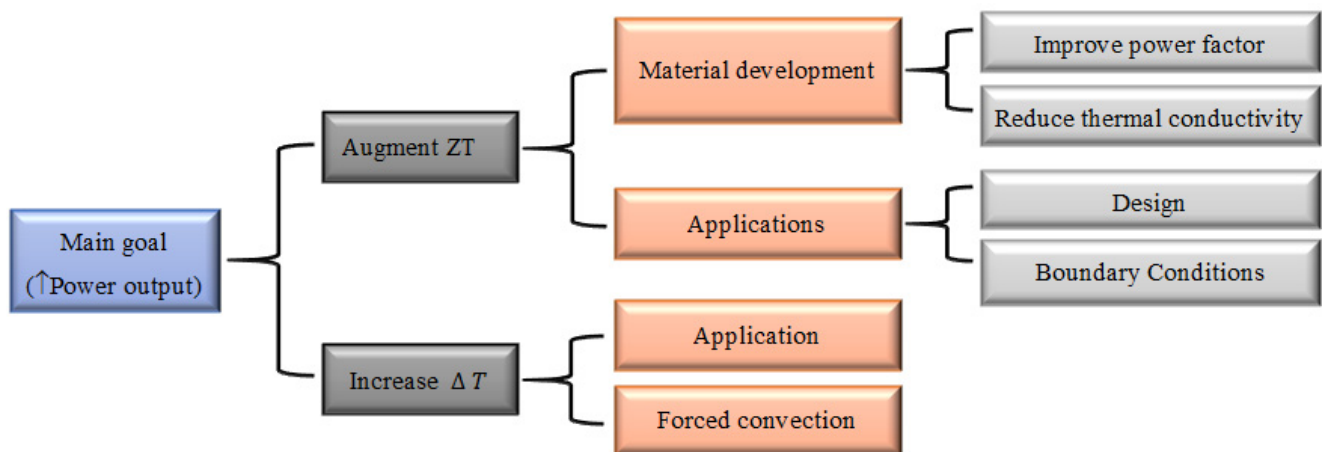 Main goal
(↑Power output)
Augment ZT
Increase Δ T
Material development
Applications
Application
Forced convection
Improve power factor
Reduce thermal conductivity
Design
Boundary Conditions